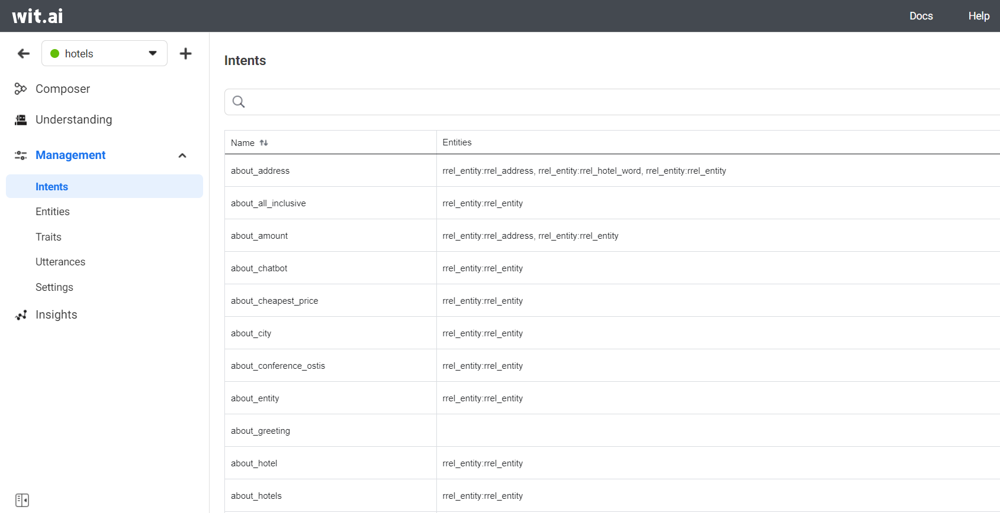 wit.ai
Docs
Help
hotels
Composer
Understanding
Management
Intents
Entities
Traits
Utterances
Settings
Insights
Intents
Name Entities
about_address rrel_entity:rrel_address, rrel_entity:rrel_hotel_word, rrel_entity:rrel_entity
about_all_inclusive rrel_entity:rrel_entity
about_amount rrel_entity:rrel_address, rrel_entity:rrel_entity
about_chatbot rrel_entity:rrel_entity
about_cheapest_price rrel_entity:rrel_entity
about_city rrel_entity:rrel_entity
about_conference_ostis rrel_entity:rrel_entity
about_entity rrel_entity:rrel_entity
about_greeting
about_hotel rrel_entity:rrel_entity
about_hotels rrel_entity:rrel_entity